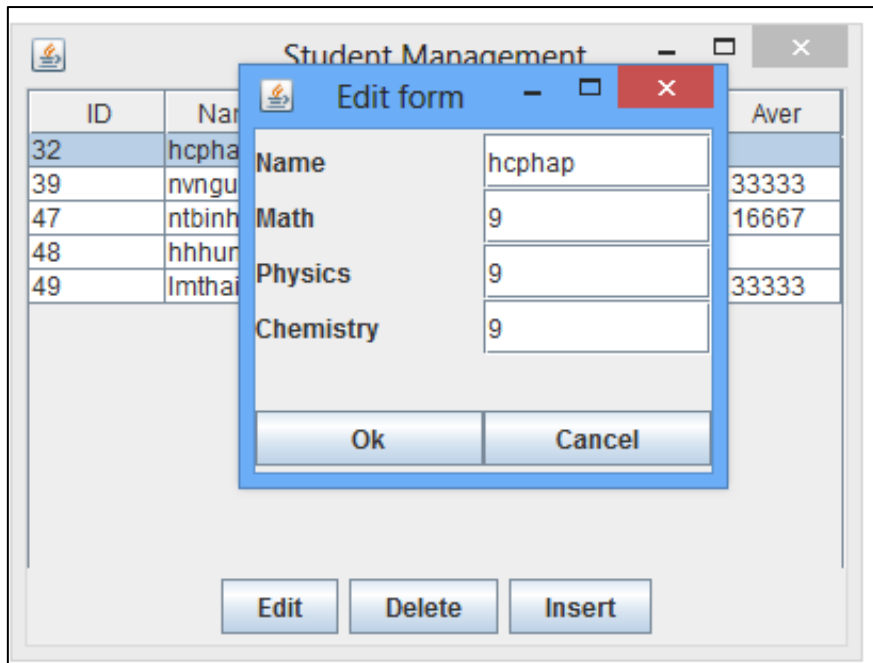 Student Management
Edit form
ID Nar Aver
32 hcpha
39 nvngu 33333
47 ntbinh 16667
48 hhhun
49 lmthai 33333
Name hcphap
Math 9
Physics 9
Chemistry 9
Ok Cancel
Edit Delete Insert